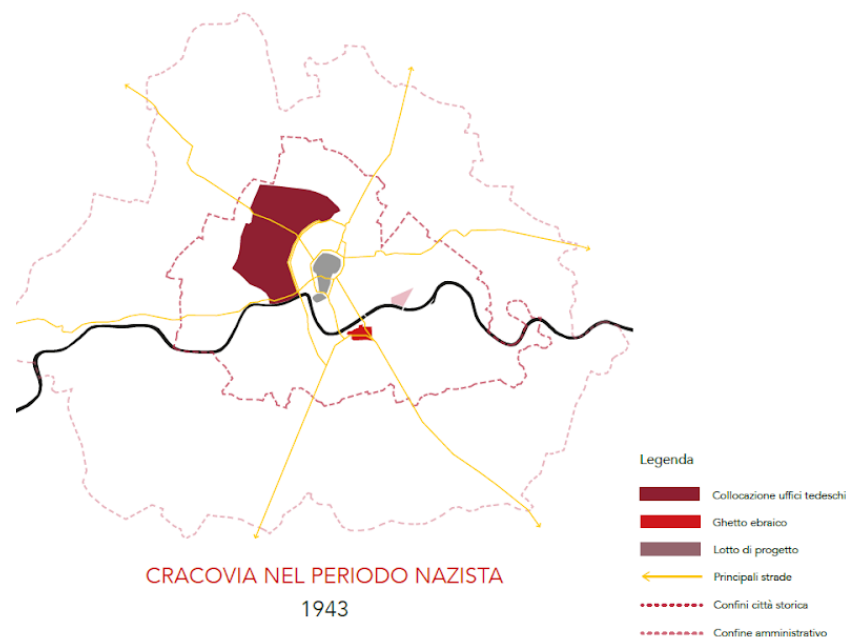 CRACOVIA NEL PERIODO NAZISTA
1943
Legenda
Collocazione uffici tedeschi
Ghetto ebraico
Lotto di progetto
Principali strade
Confini città storica
Confine amministrativo